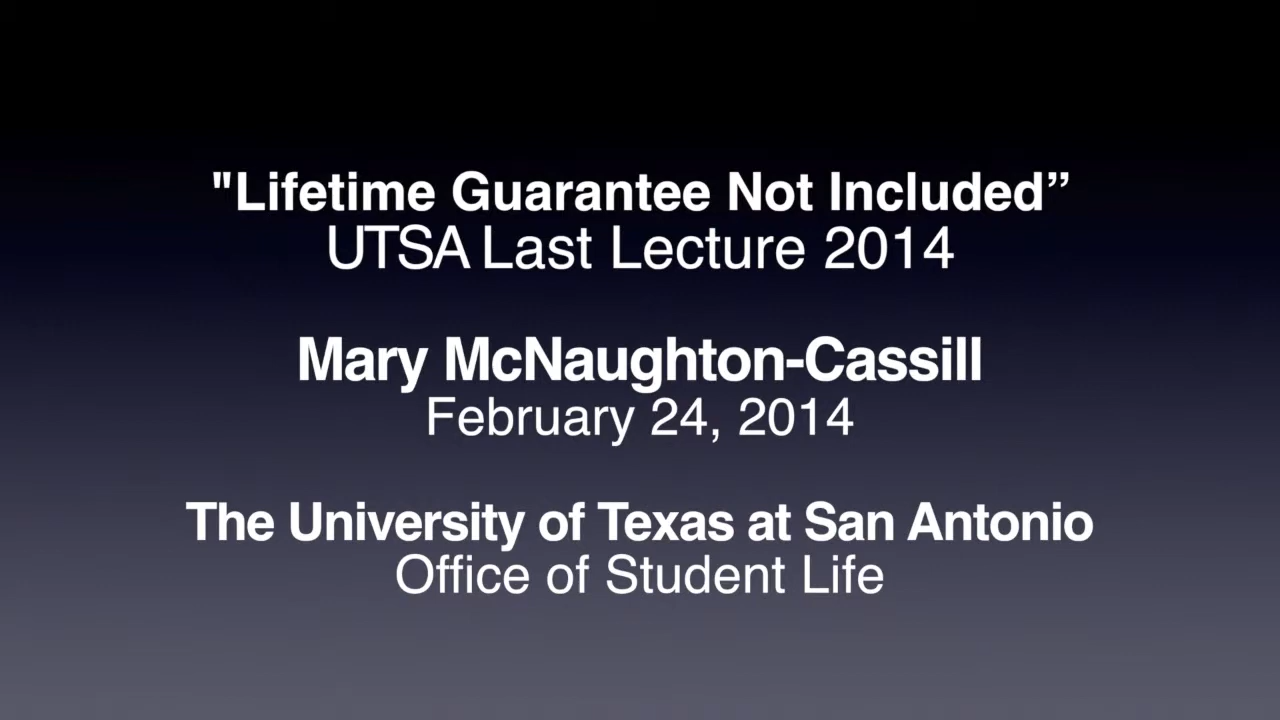 "Lifetime Guarantee Not Included”
UTSA Last Lecture 2014
Mary McNaughton-Cassill
February 24, 2014
The University of Texas at San Antonio
Office of Student Life